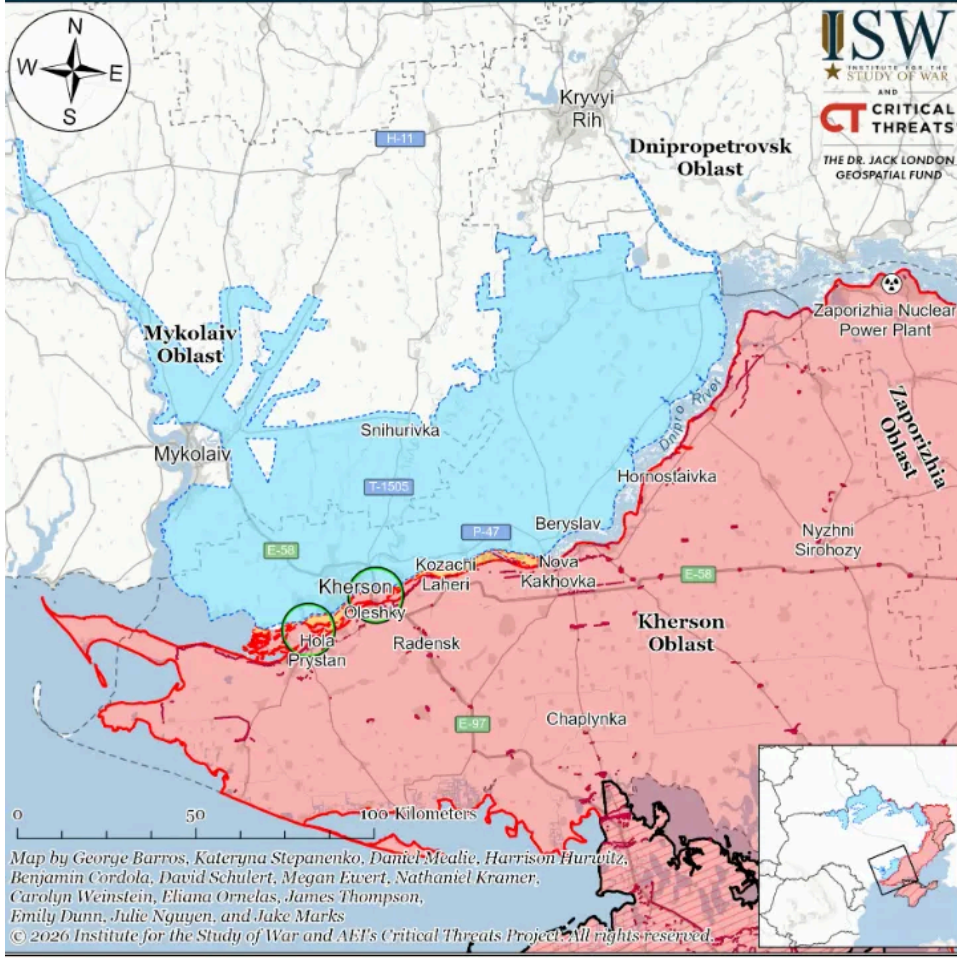 N
W
E
S
ISW
INSTITUTE FOR THE
STUDY OF WAR
AND
CT CRITICAL
THREATS
THE DR. JACK LONDON
GEOSPATIAL FUND
Kryvyi
Rih
H-11
Dnipropetrovsk
Oblast
Zaporizhia Nuclear
Power Plant
Mykolaiv
Oblast
Zaporizhia
Oblast
Dnipro River
Snihurivka
Mykolaiv
Hornostaivka
T-1505
Beryslav
P-47
Nyzhni
Sirohozy
E-58
Kozachi
Laheri
Nova
Kakhovka
E-58
Kherson
Oleshky
Kherson
Oblast
Hola
Prystan
Radensk
Chaplynka
E-97
0
50
100 Kilometers
Map by George Barros, Kateryna Stepanenko, Daniel Mealie, Harrison Hurwitz,
Benjamin Cordola, David Schulert, Megan Ewert, Nathaniel Kramer,
Carolyn Weinstein, Eliana Ornelas, James Thompson,
Emily Dunn, Julie Nguyen, and Jake Marks
© 2026 Institute for the Study of War and AEI's Critical Threats Project. All rights reserved.